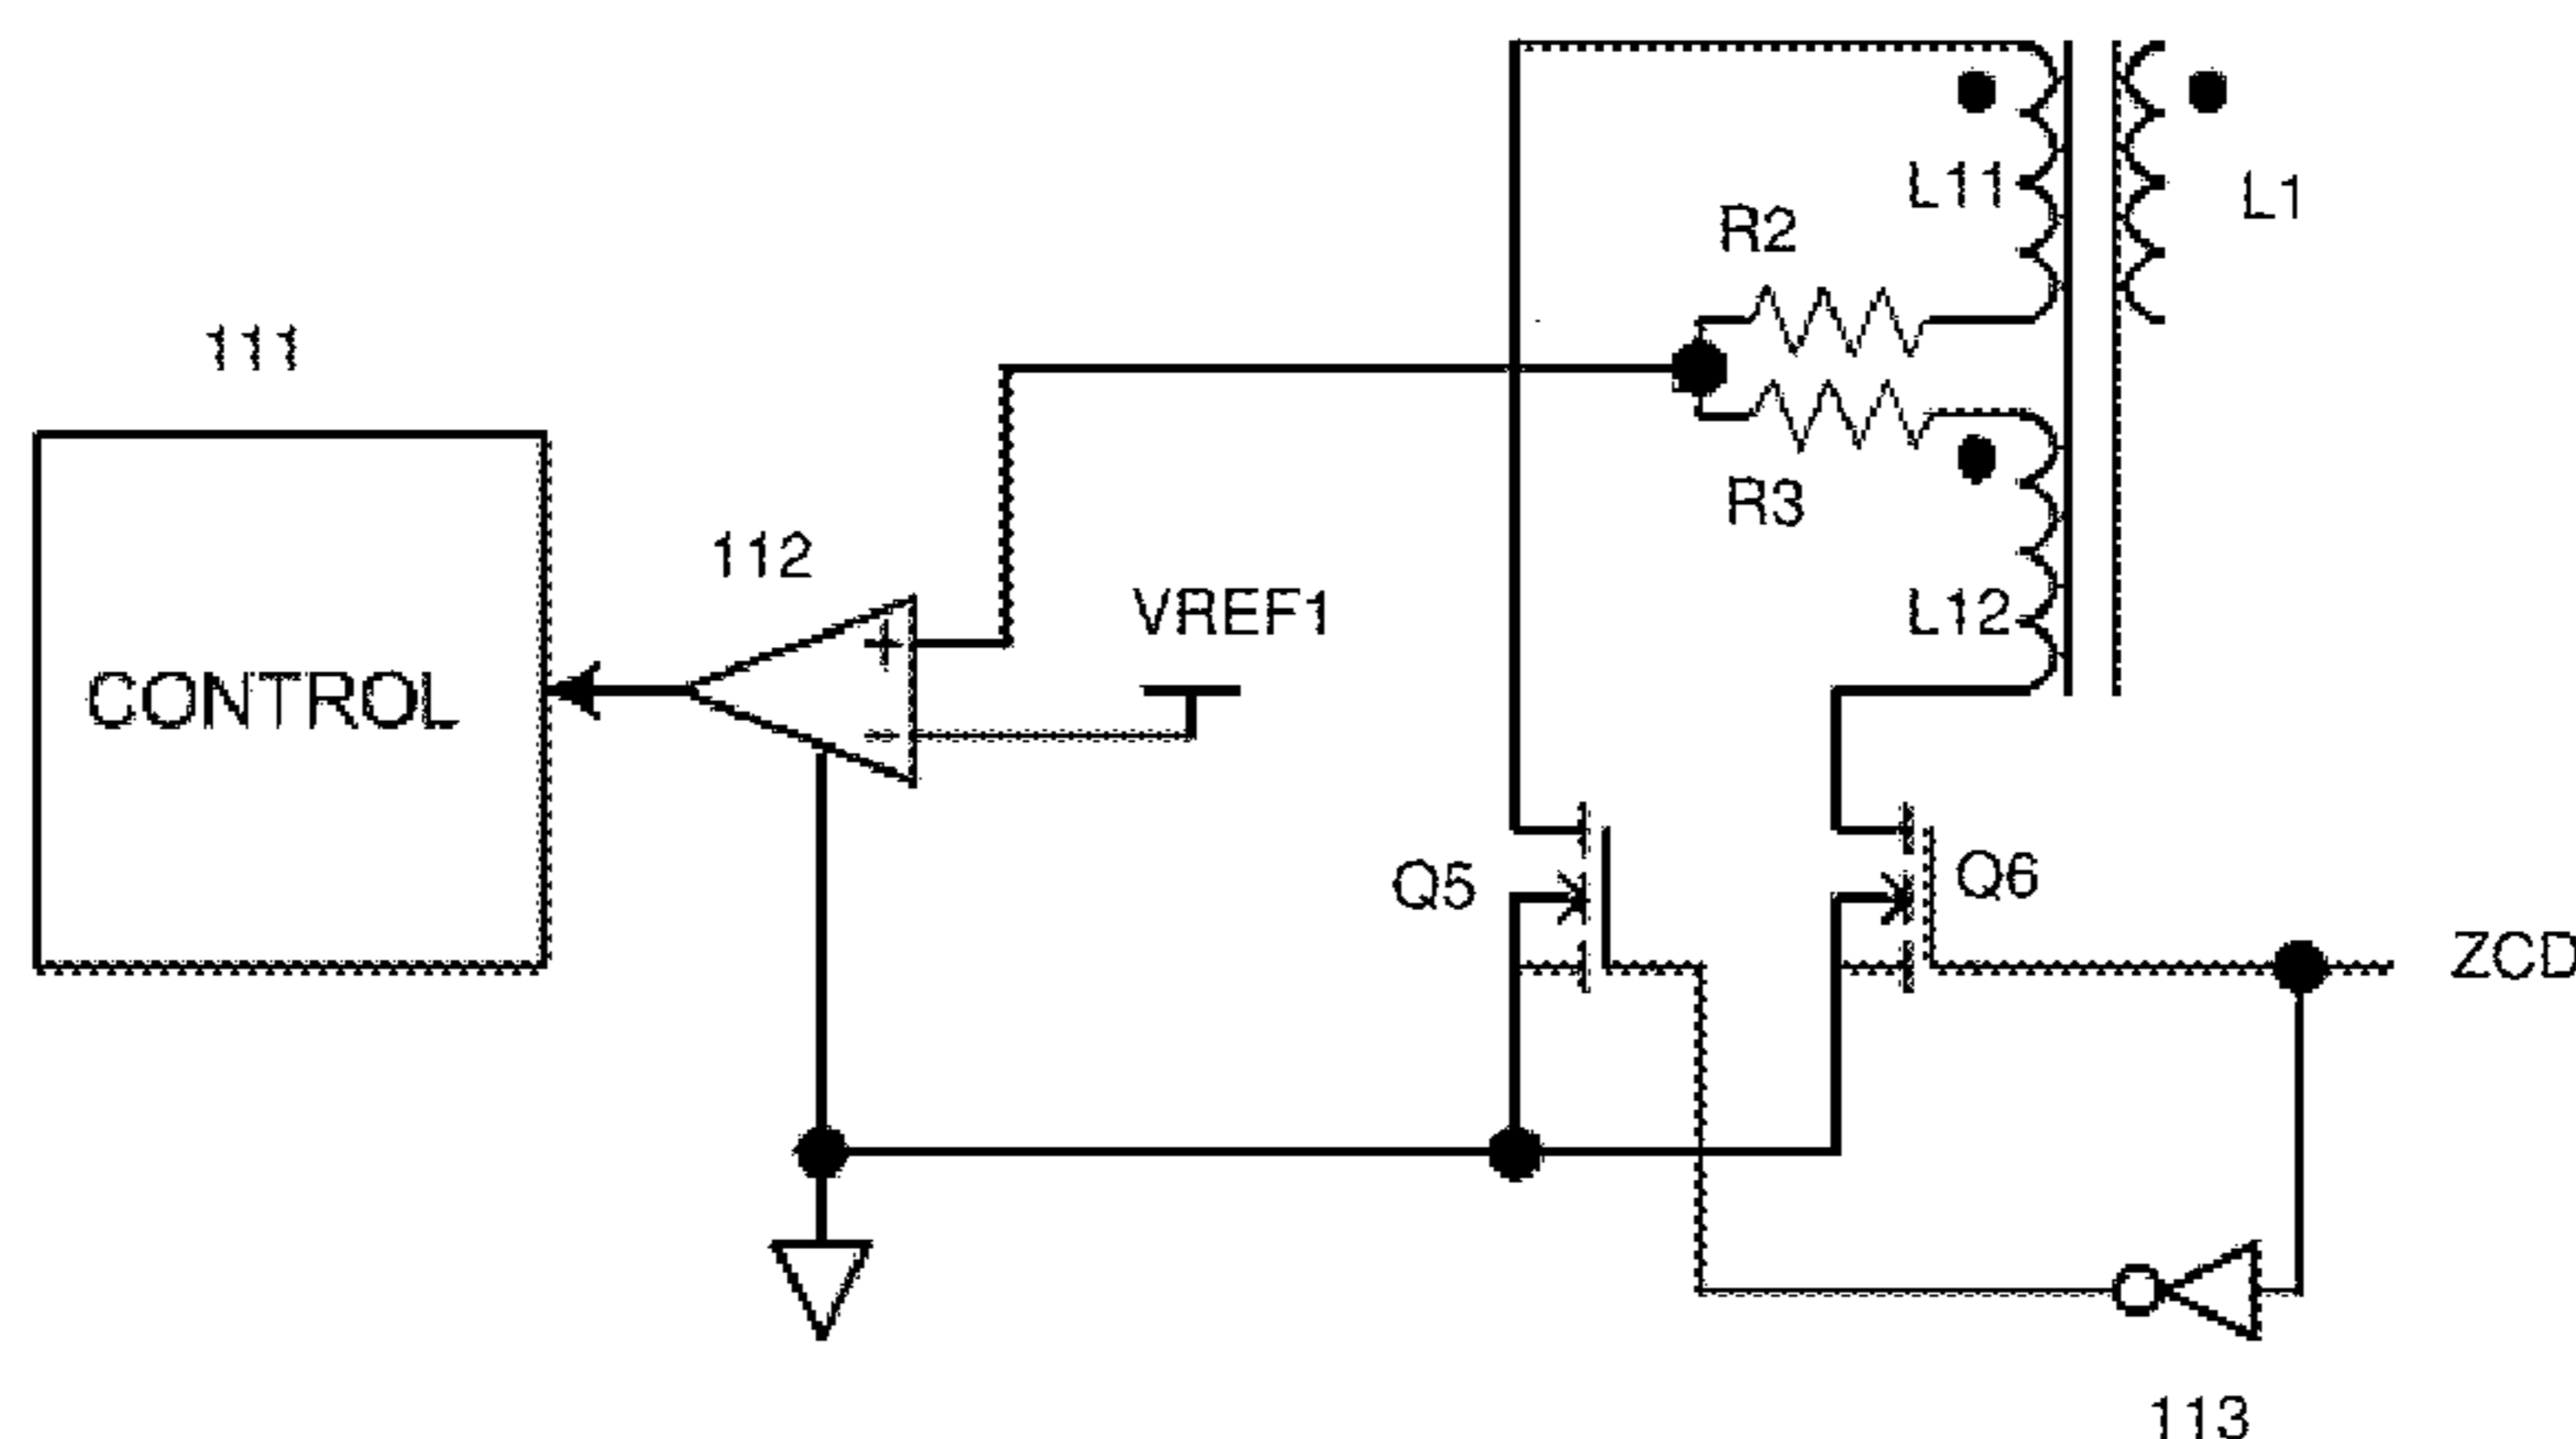 L11
L1
R2
111
R3
112
VREF1
L12
+
CONTROL
−
Q5
Q6
ZCD
113